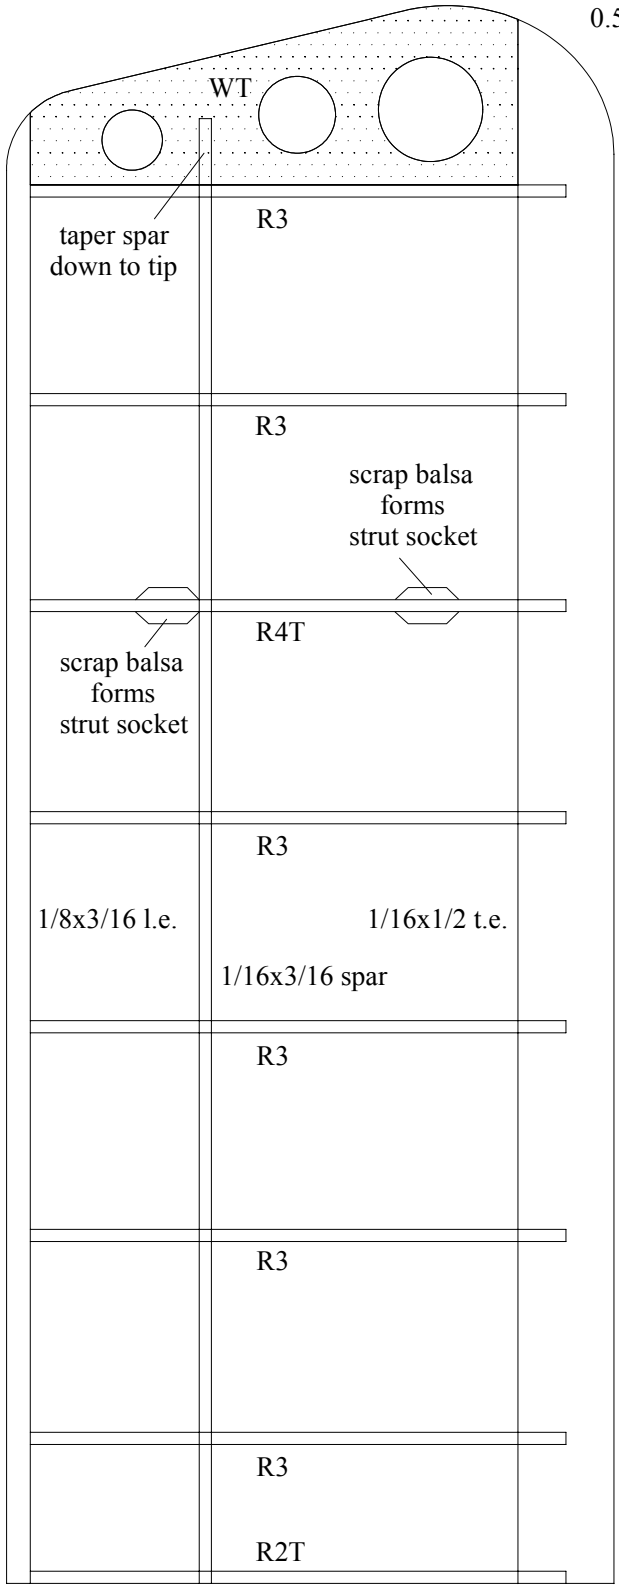 0.5
WT
R3
taper spar
down to tip
R3
scrap balsa
forms
strut socket
R4T
scrap balsa
forms
strut socket
R3
1/8x3/16 l.e.
1/16x1/2 t.e.
1/16x3/16 spar
R3
R3
R3
R2T